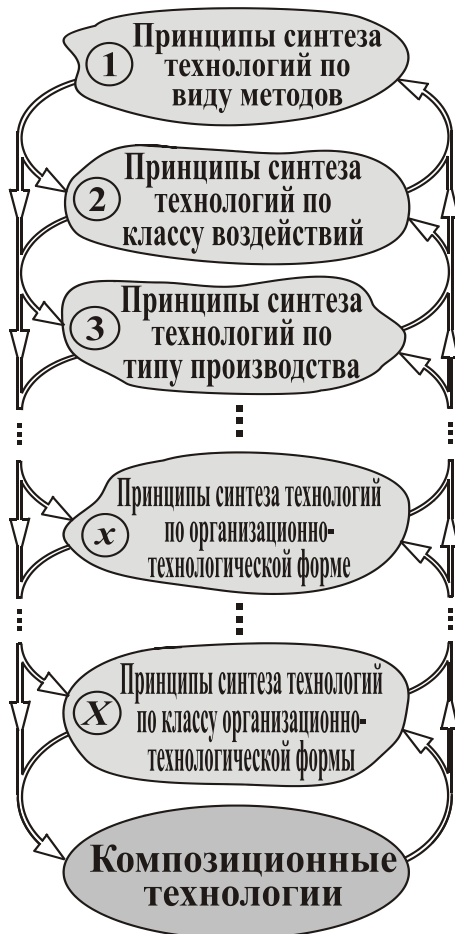 Принципы синтеза
1 технологий по
виду методов
Принципы синтеза
2 технологий по
классу воздействий
Принципы синтеза
3 технологий по
типу производства
Принципы синтеза технологий
x по организационно-
технологической форме
Принципы синтеза технологий
X по классу организационно-
технологической формы
Композиционные
технологии